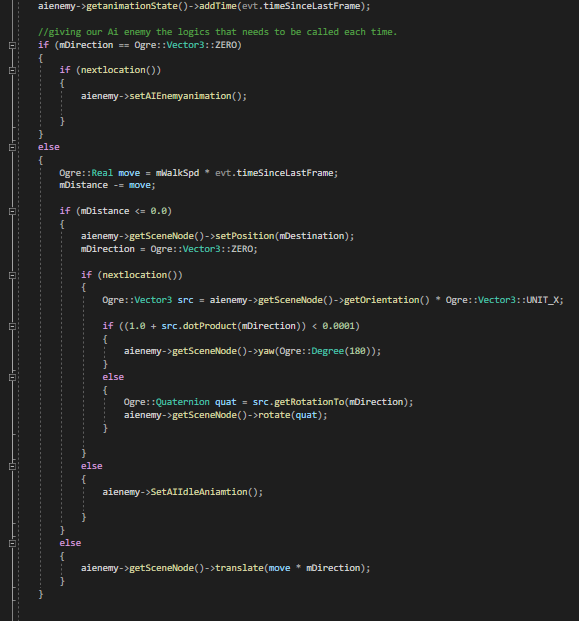 aienemy->getanimationState()->addTime(evt.timeSinceLastFrame);
//giving our Ai enemy the logics that needs to be called each time.
if (mDirection == Ogre::Vector3::ZERO)
{
if (nextlocation())
{
aienemy->setAIEnemyanimation();
}
}
else
{
Ogre::Real move = mWalkSpd * evt.timeSinceLastFrame;
mDistance -= move;
if (mDistance <= 0.0)
{
aienemy->getSceneNode()->setPosition(mDestination);
mDirection = Ogre::Vector3::ZERO;
if (nextlocation())
{
Ogre::Vector3 src = aienemy->getSceneNode()->getOrientation() * Ogre::Vector3::UNIT_X;
if ((1.0 + src.dotProduct(mDirection)) < 0.0001)
{
aienemy->getSceneNode()->yaw(Ogre::Degree(180));
}
else
{
Ogre::Quaternion quat = src.getRotationTo(mDirection);
aienemy->getSceneNode()->rotate(quat);
}
}
else
{
aienemy->SetAIIdleAniamtion();
}
}
else
{
aienemy->getSceneNode()->translate(move * mDirection);
}
}